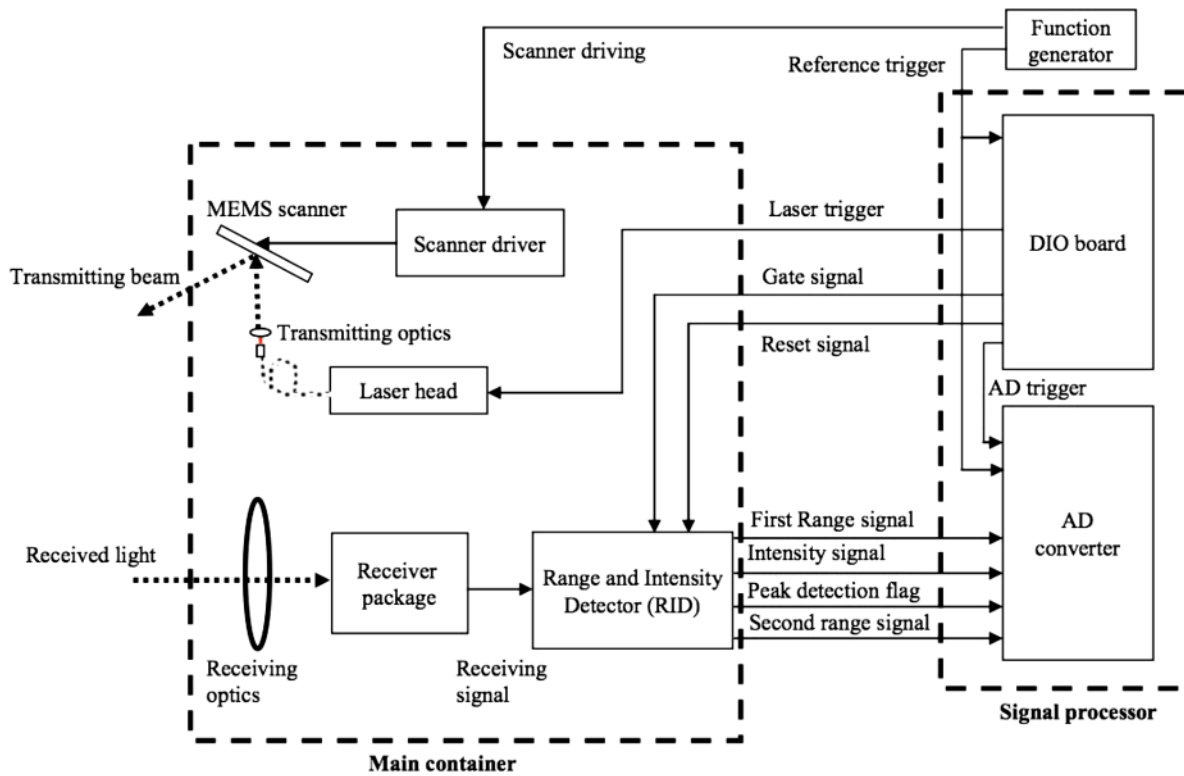 Function
generator
Scanner driving
Reference trigger
MEMS scanner
Scanner driver
Laser trigger
DIO board
Transmitting beam
Gate signal
Transmitting optics
Reset signal
Laser head
AD trigger
First Range signal
Intensity signal
Peak detection flag
Second range signal
AD
converter
Received light
Receiver
package
Range and Intensity
Detector (RID)
Receiving
optics
Receiving
signal
Signal processor
Main container